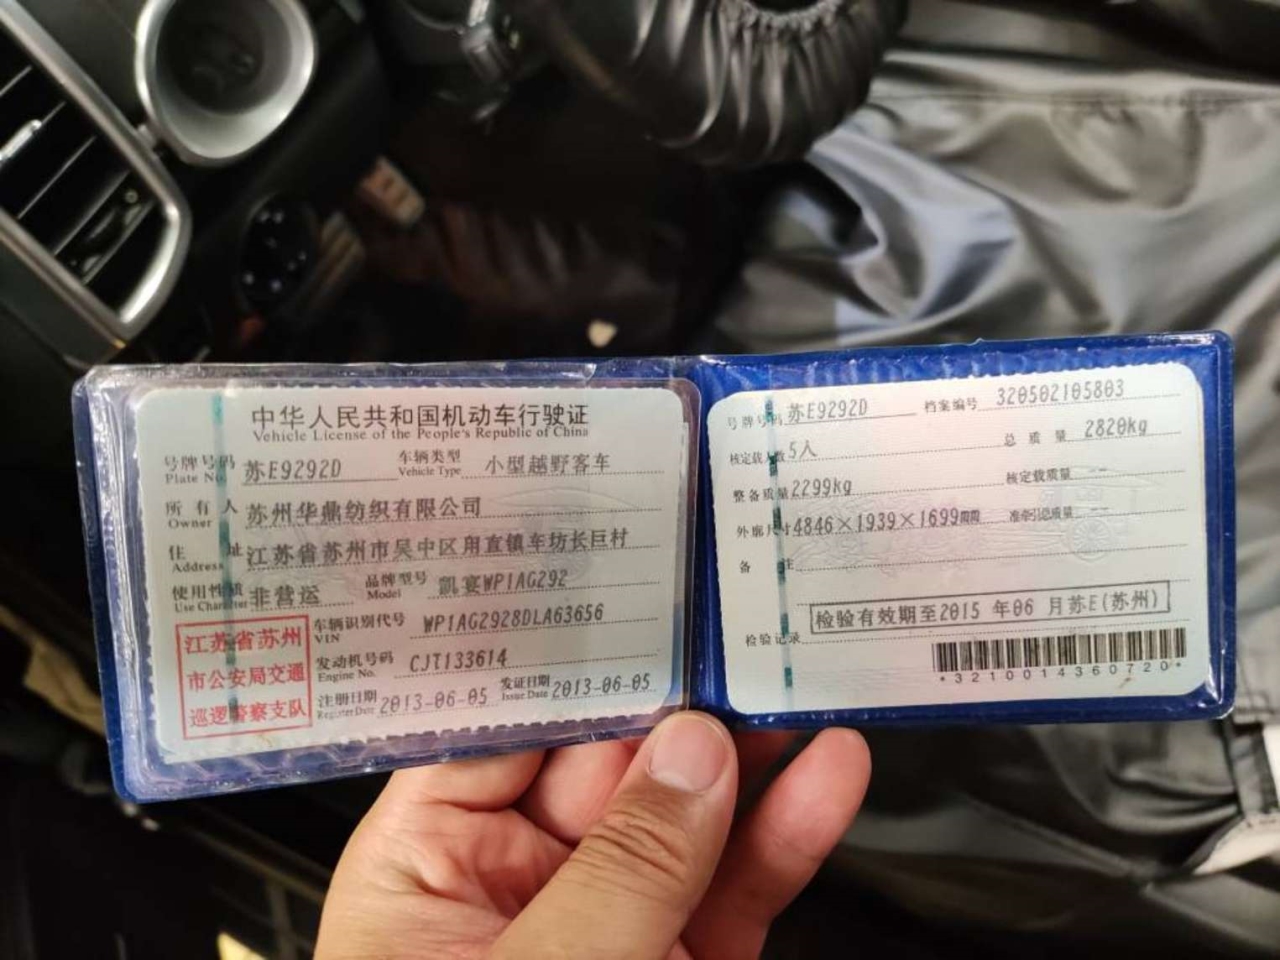 中华人民共和国机动车行驶证
Vehicle License of the People's Republic of China
号牌号码 苏E9292D 车辆类型 小型越野客车
Plate No. Vehicle Type
所有人 苏州华鼎纺织有限公司
Owner
住址 江苏省苏州市吴中区甪直镇车坊长巨村
Address
使用性质 非营运 品牌型号 凯宴WP1AG292
Use Character Model
江苏省苏州
市公安局交通
巡逻警察支队
车辆识别代号 WP1AG2928DLA63656
VIN
发动机号码 CJT133614
Engine No.
注册日期 2013-06-05 发证日期 2013-06-05
Register Date Issue Date
号牌号码 苏E9292D 档案编号 320502105803
核定载人数 5人 总质量 2820kg
整备质量 2299kg 核定载质量 --
外廓尺寸 4846×1939×1699mm 准牵引总质量 --
备注
检验记录 检验有效期至2015 年06 月苏E(苏州)
*3210014360720*